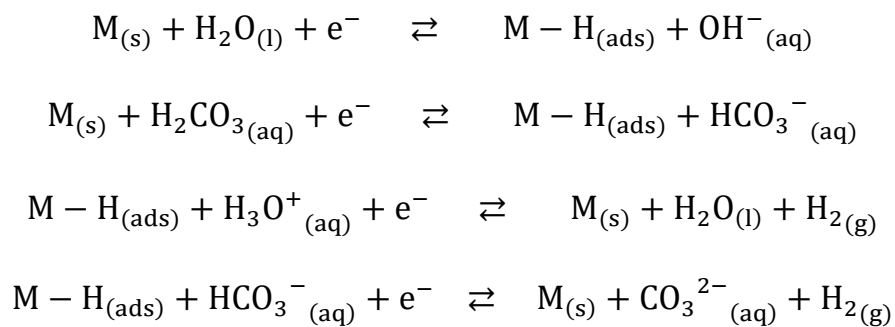 M₍s₎ + H₂O₍l₎ + e⁻ ⇄ M − H₍ads₎ + OH⁻₍aq₎
M₍s₎ + H₂CO₃₍aq₎ + e⁻ ⇄ M − H₍ads₎ + HCO₃⁻₍aq₎
M − H₍ads₎ + H₃O⁺₍aq₎ + e⁻ ⇄ M₍s₎ + H₂O₍l₎ + H₂₍g₎
M − H₍ads₎ + HCO₃⁻₍aq₎ + e⁻ ⇄ M₍s₎ + CO₃²⁻₍aq₎ + H₂₍g₎